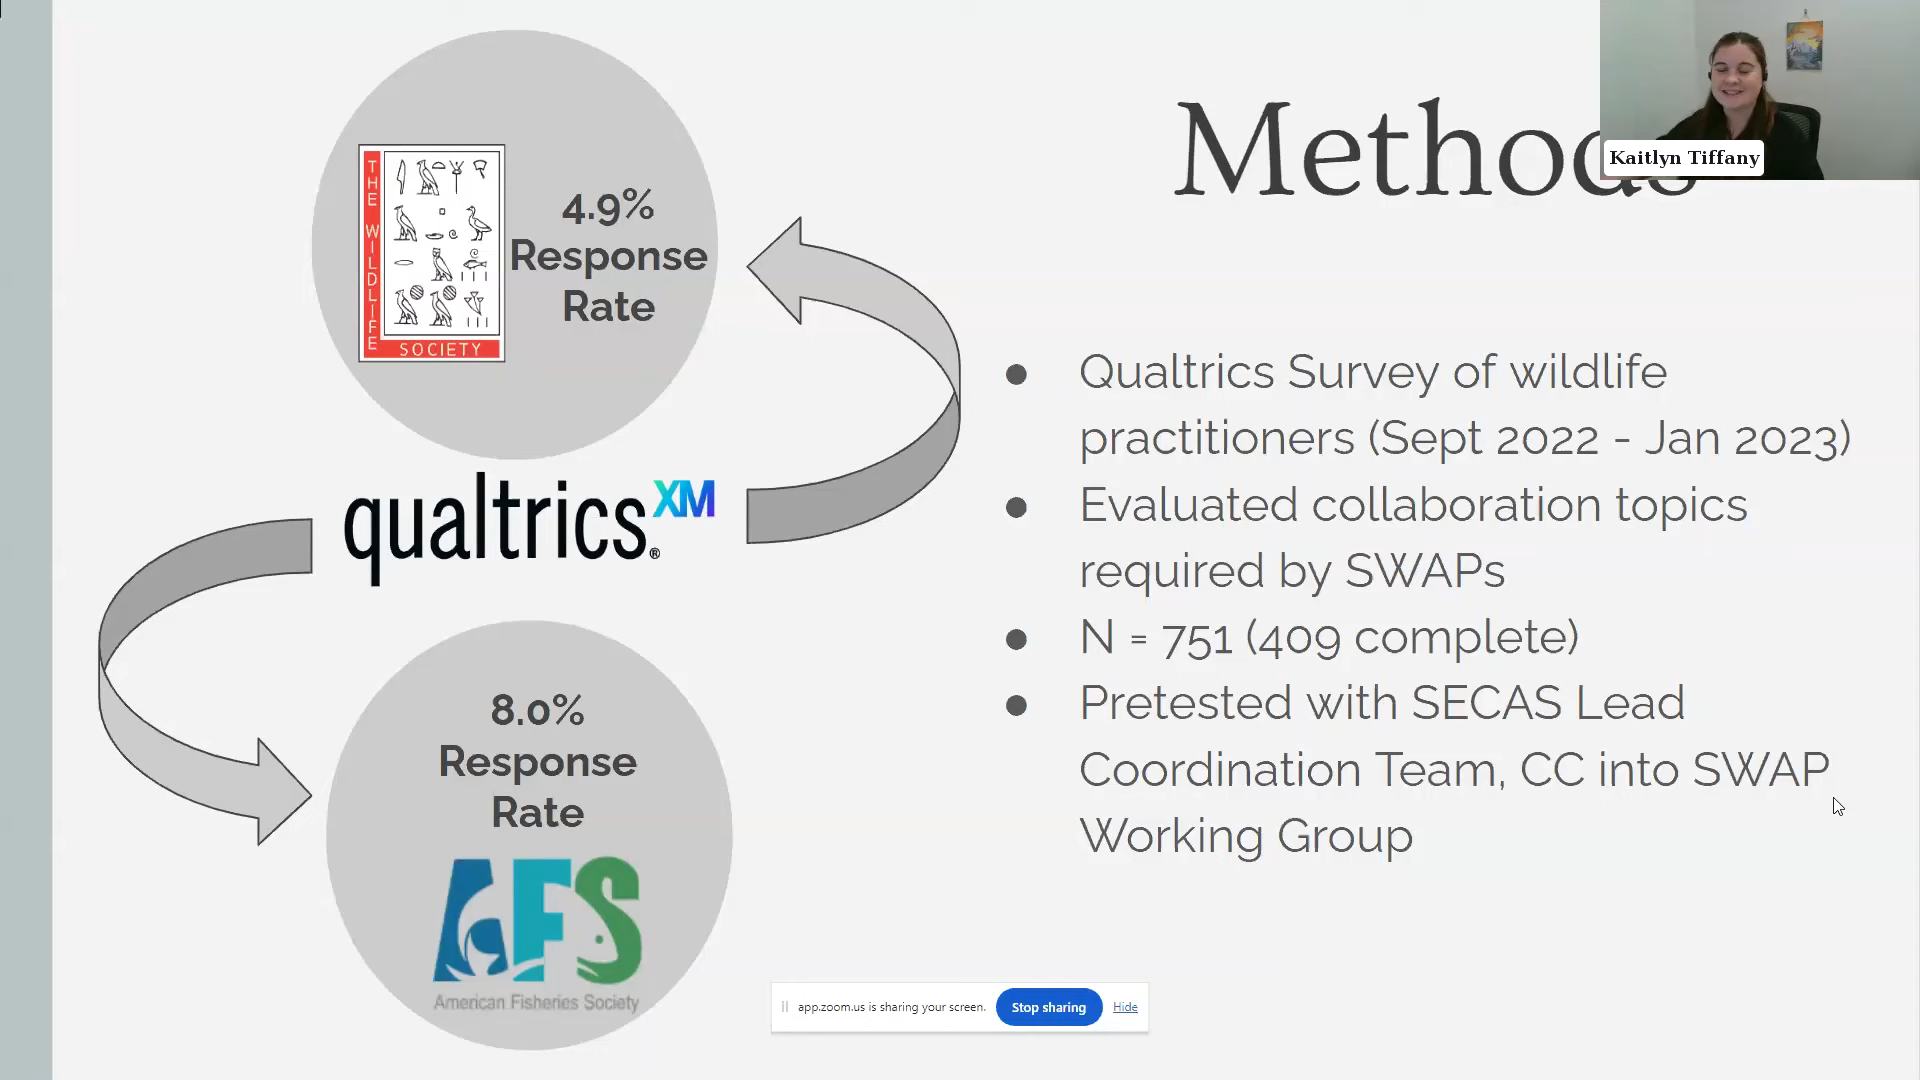 Methods
Kaitlyn Tiffany
THE WILDLIFE
SOCIETY
4.9%
Response
Rate
qualtrics.XM
®
8.0%
Response
Rate
AFS
American Fisheries Society
● Qualtrics Survey of wildlife
practitioners (Sept 2022 - Jan 2023)
● Evaluated collaboration topics
required by SWAPs
● N = 751 (409 complete)
● Pretested with SECAS Lead
Coordination Team, CC into SWAP
Working Group
app.zoom.us is sharing your screen.
Stop sharing
Hide